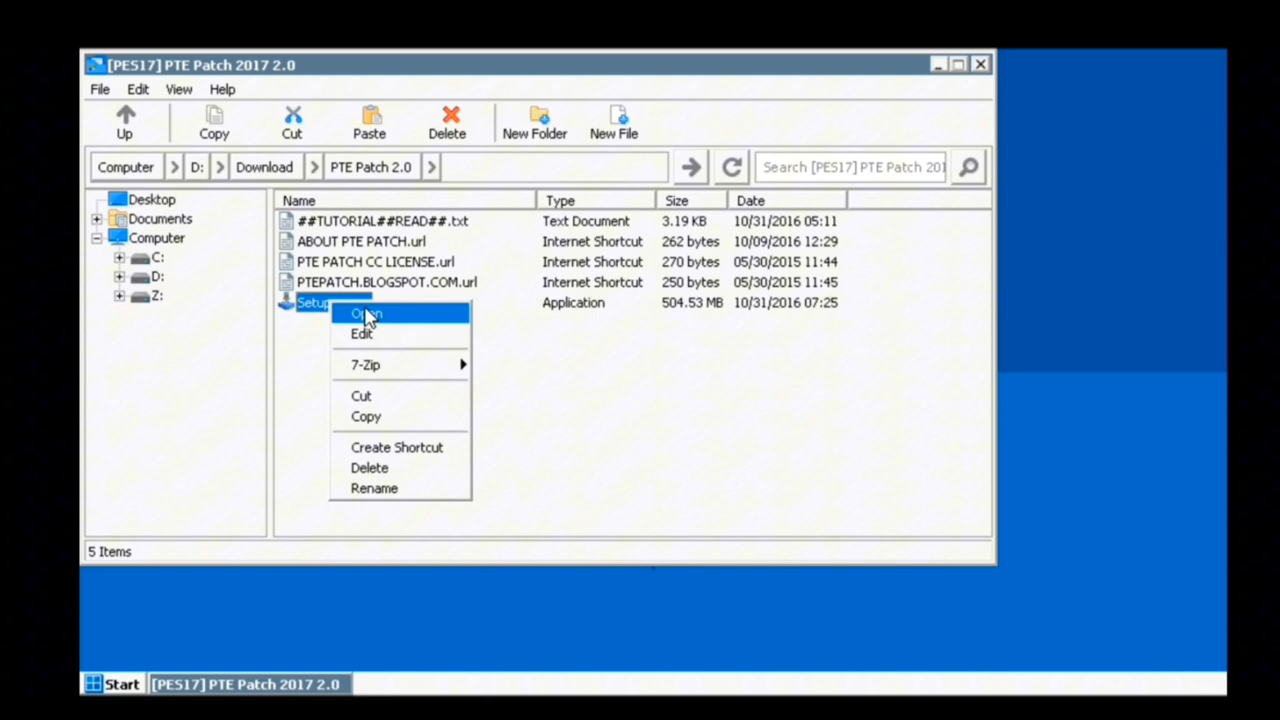 [PES17] PTE Patch 2017 2.0
File Edit View Help
Up Copy Cut Paste Delete New Folder New File
Computer D: Download PTE Patch 2.0 Search [PES17] PTE Patch 201
Desktop
Documents
Computer
C:
D:
Z:
Name Type Size Date
##TUTORIAL##READ##.txt Text Document 3.19 KB 10/31/2016 05:11
ABOUT PTE PATCH.url Internet Shortcut 262 bytes 10/09/2016 12:29
PTE PATCH CC LICENSE.url Internet Shortcut 270 bytes 05/30/2015 11:44
PTEPATCH.BLOGSPOT.COM.url Internet Shortcut 250 bytes 05/30/2015 11:45
Setup Application 504.53 MB 10/31/2016 07:25
Open
Edit
7-Zip
Cut
Copy
Create Shortcut
Delete
Rename
5 Items
Start [PES17] PTE Patch 2017 2.0